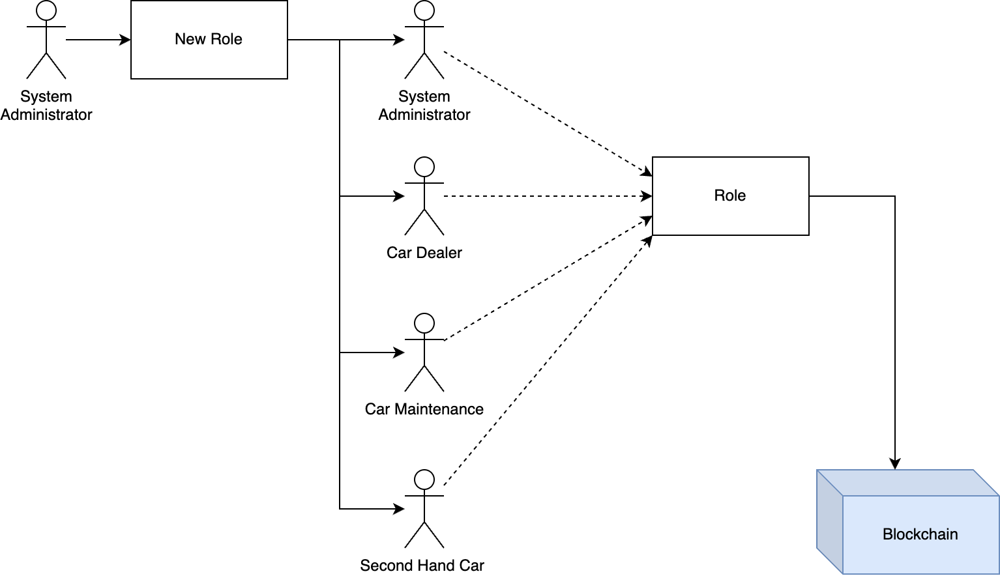 System
Administrator
New Role
System
Administrator
Car Dealer
Role
Car Maintenance
Second Hand Car
Blockchain